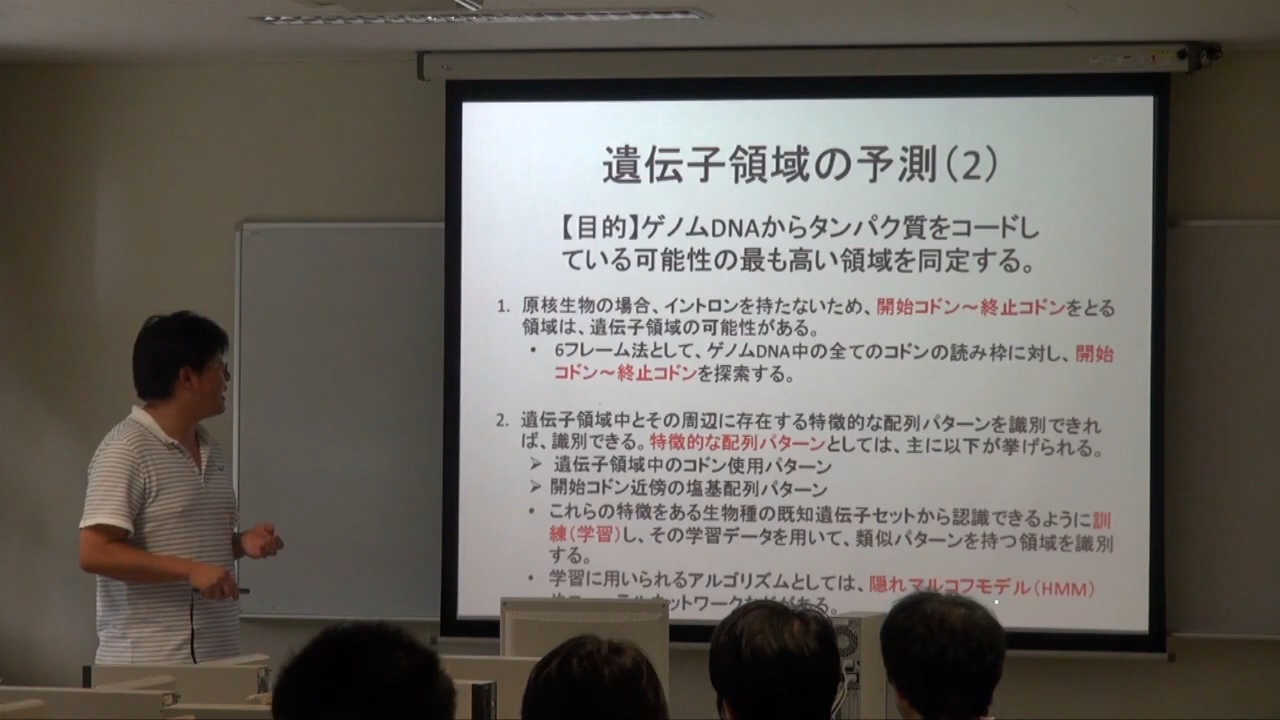 遺伝子領域の予測(2)
【目的】ゲノムDNAからタンパク質をコードし
ている可能性の最も高い領域を同定する。
1. 原核生物の場合、イントロンを持たないため、開始コドン～終止コドンをとる
領域は、遺伝子領域の可能性がある。
• 6フレーム法として、ゲノムDNA中の全てのコドンの読み枠に対し、開始
コドン～終止コドンを探索する。
2. 遺伝子領域中とその周辺に存在する特徴的な配列パターンを識別できれ
ば、識別できる。特徴的な配列パターンとしては、主に以下が挙げられる。
➢ 遺伝子領域中のコドン使用パターン
➢ 開始コドン近傍の塩基配列パターン
• これらの特徴をある生物種の既知遺伝子セットから認識できるように訓
練(学習)し、その学習データを用いて、類似パターンを持つ領域を識別
する。
• 学習に用いられるアルゴリズムとしては、隠れマルコフモデル(HMM)
ットワーク がある。